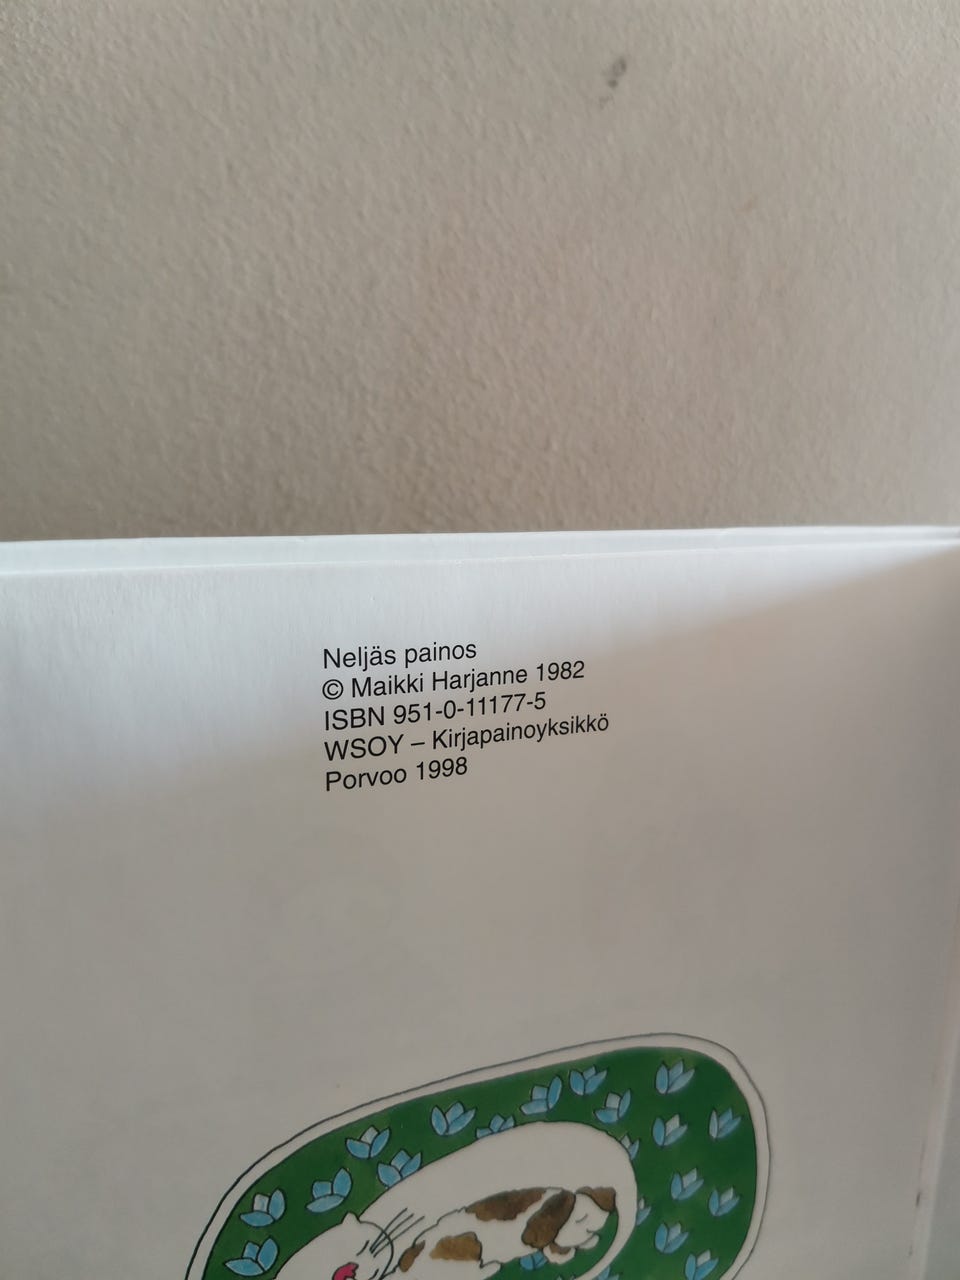 Neljäs painos
© Maikki Harjanne 1982
ISBN 951-0-11177-5
WSOY – Kirjapainoyksikkö
Porvoo 1998